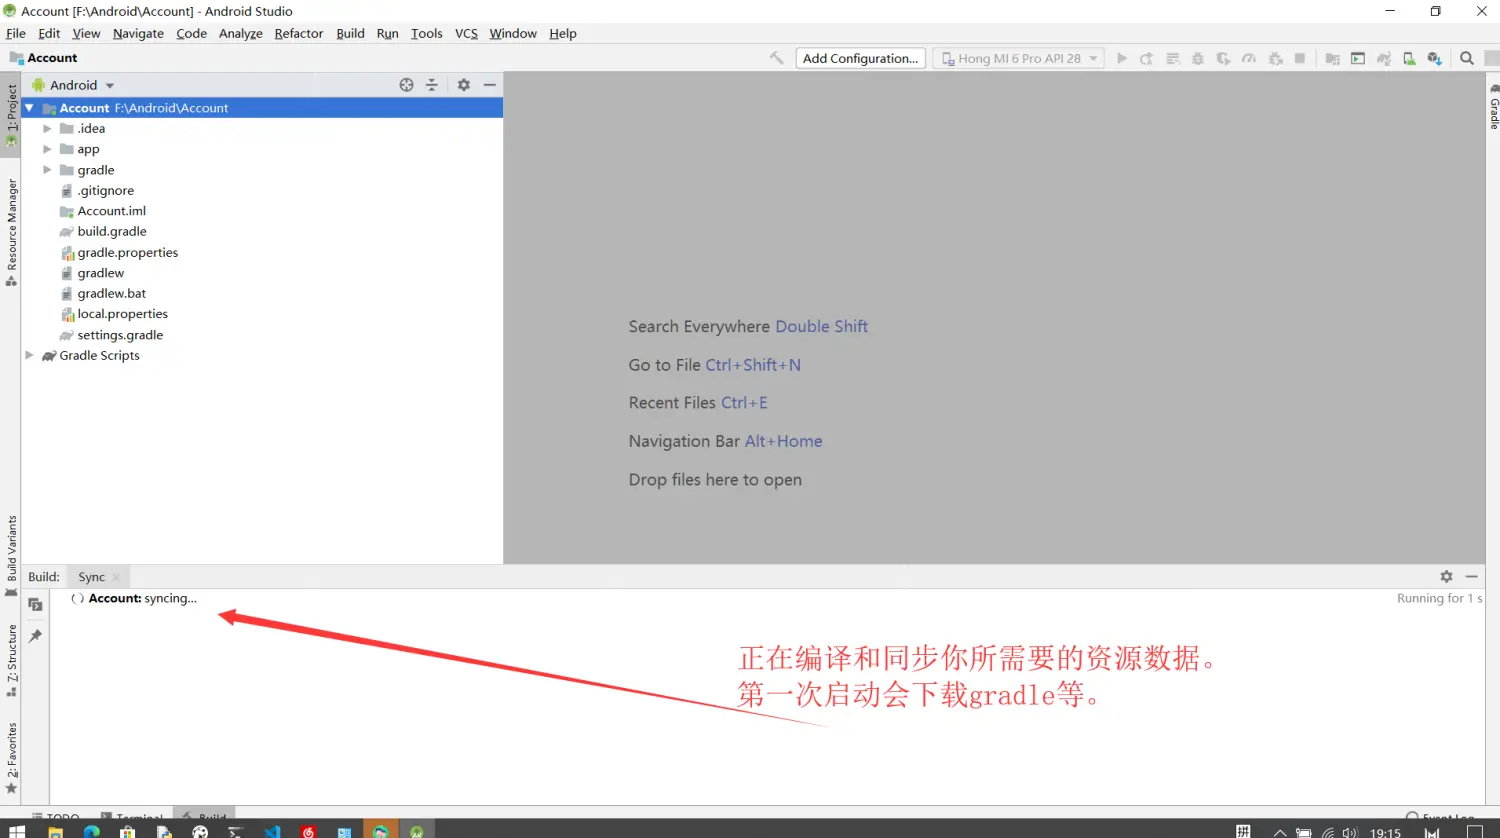 Account [F:\Android\Account] - Android Studio
File Edit View Navigate Code Analyze Refactor Build Run Tools VCS Window Help
Account
Add Configuration...
Hong MI 6 Pro API 28
Android
1: Project
Resource Manager
Build Variants
Z: Structure
2: Favorites
Account F:\Android\Account
.idea
app
gradle
.gitignore
Account.iml
build.gradle
gradle.properties
gradlew
gradlew.bat
local.properties
settings.gradle
Gradle Scripts
Search Everywhere Double Shift
Go to File Ctrl+Shift+N
Recent Files Ctrl+E
Navigation Bar Alt+Home
Drop files here to open
Gradle
Build: Sync
Account: syncing...
Running for 1 s
正在编译和同步你所需要的资源数据。
第一次启动会下载gradle等。
TODO Terminal Build Event Log
拼 19:15